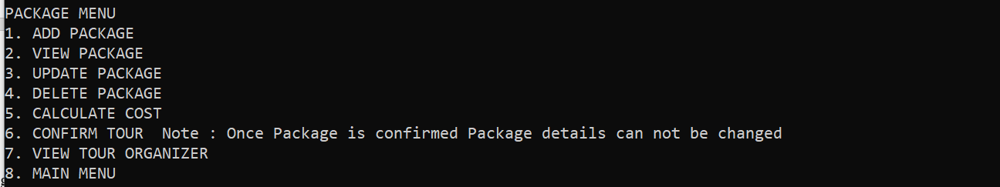 PACKAGE MENU
1. ADD PACKAGE
2. VIEW PACKAGE
3. UPDATE PACKAGE
4. DELETE PACKAGE
5. CALCULATE COST
6. CONFIRM TOUR  Note : Once Package is confirmed Package details can not be changed
7. VIEW TOUR ORGANIZER
8. MAIN MENU